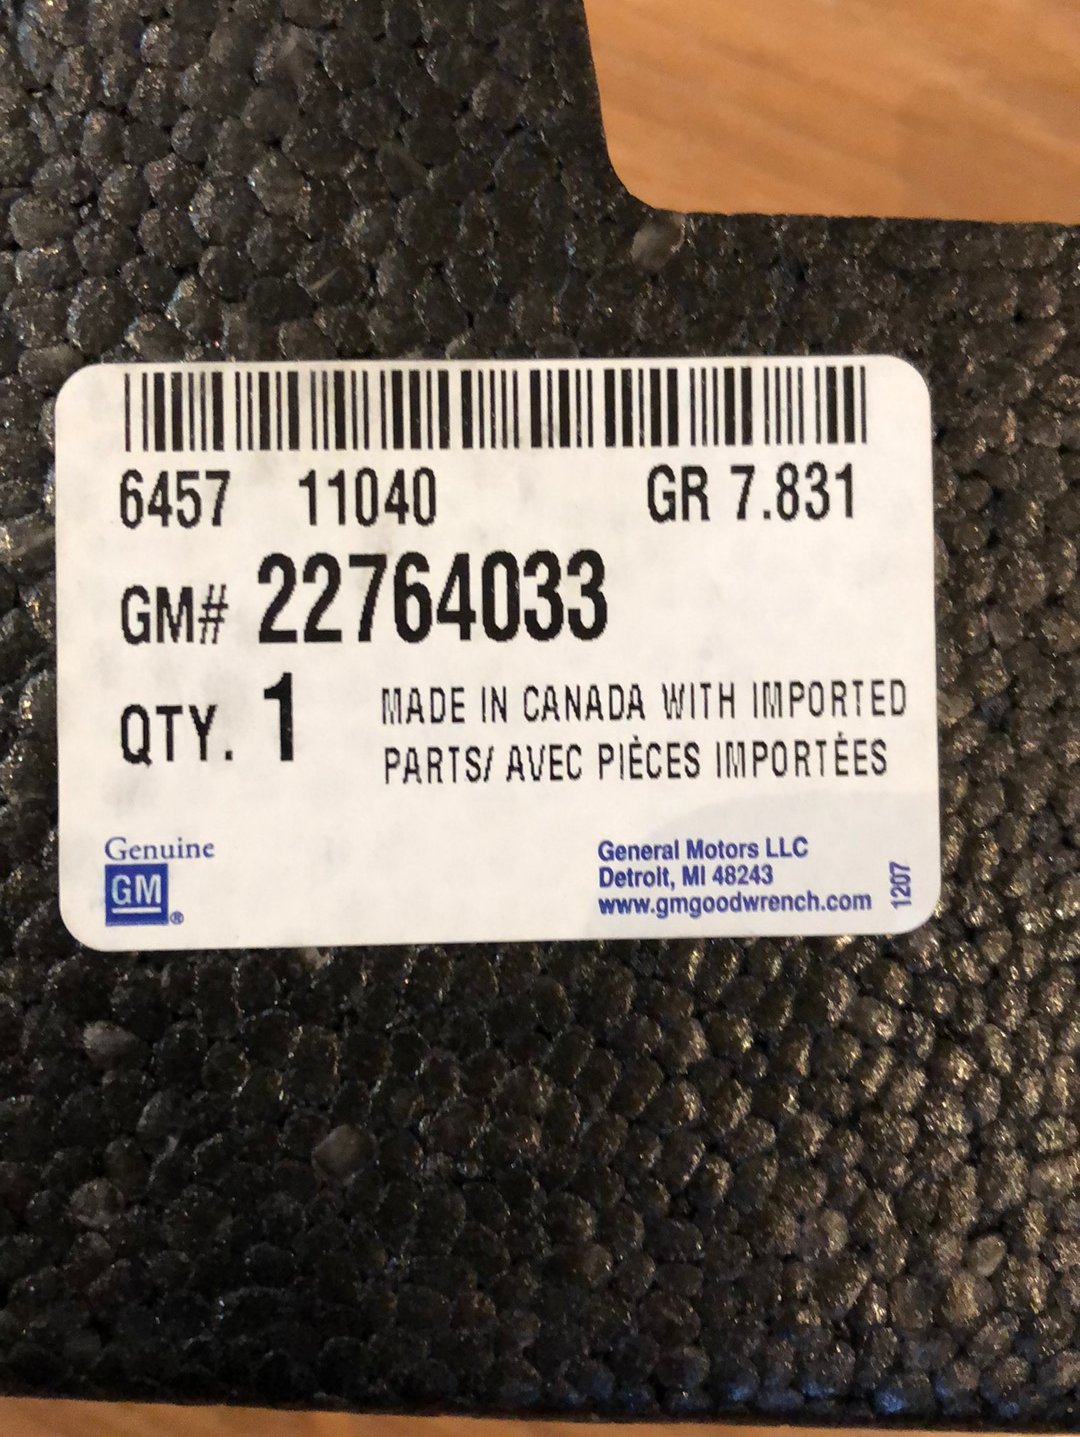 6457 11040 GR 7.831
GM# 22764033
QTY. 1 MADE IN CANADA WITH IMPORTED
PARTS/ AVEC PIÈCES IMPORTÉES
Genuine
GM®
General Motors LLC
Detroit, MI 48243
www.gmgoodwrench.com
1207